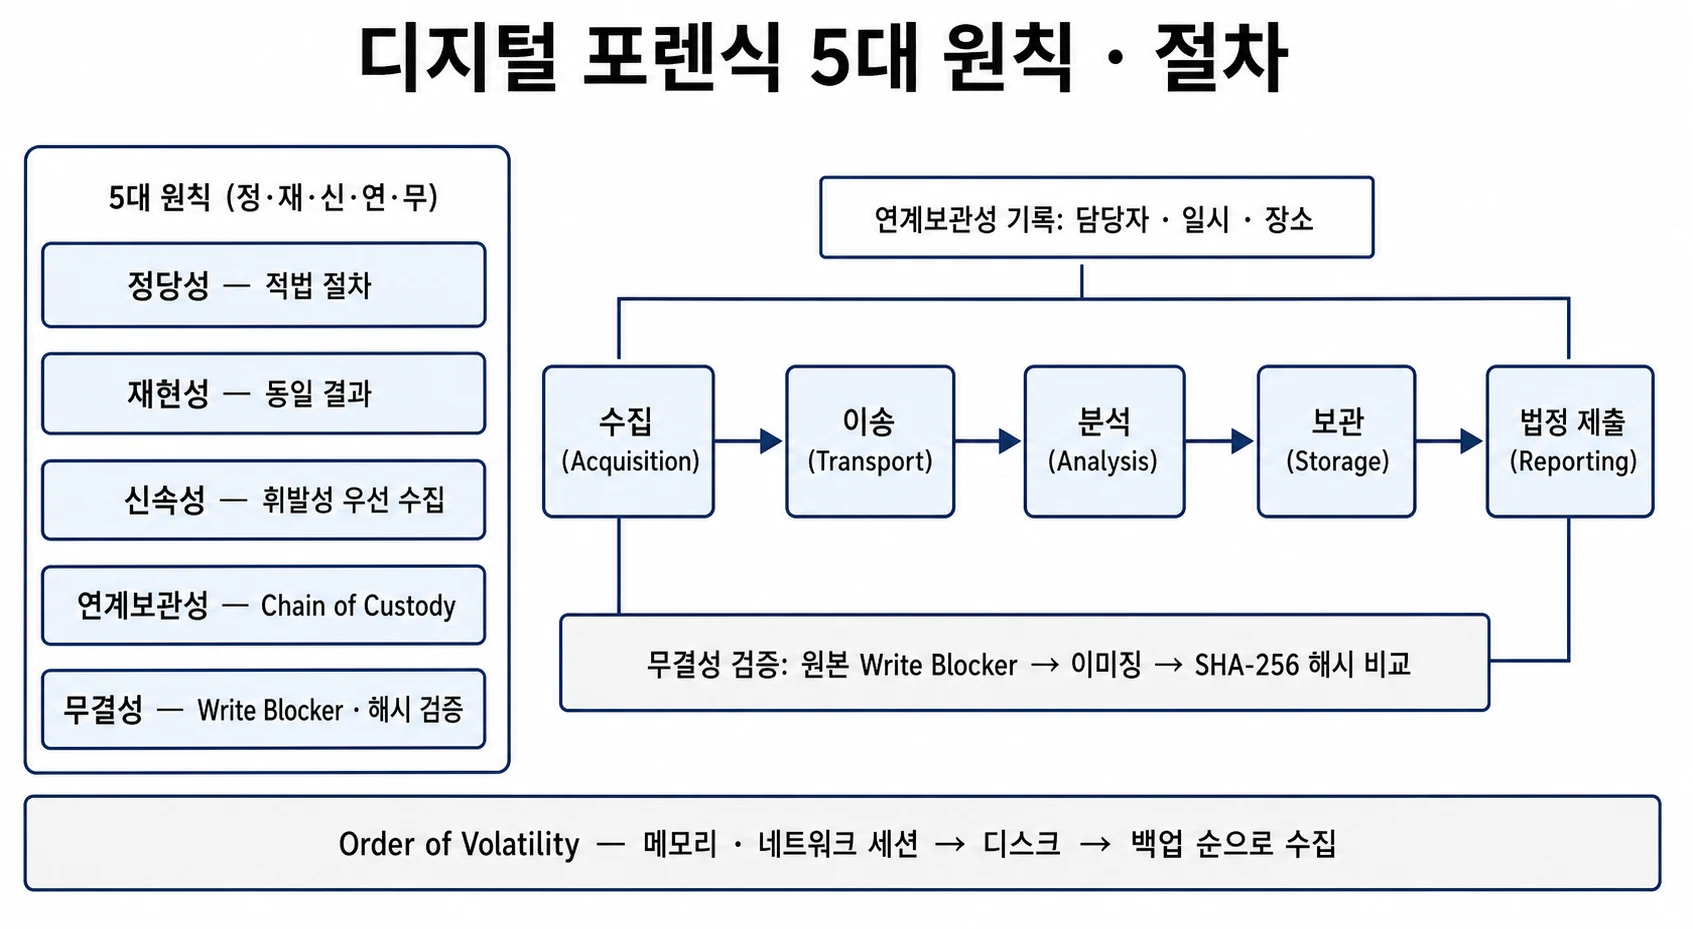 디지털 포렌식 5대 원칙 · 절차
5대 원칙 (정·재·신·연·무)
정당성 — 적법 절차
재현성 — 동일 결과
신속성 — 휘발성 우선 수집
연계보관성 — Chain of Custody
무결성 — Write Blocker · 해시 검증
연계보관성 기록: 담당자 · 일시 · 장소
수집
(Acquisition)
이송
(Transport)
분석
(Analysis)
보관
(Storage)
법정 제출
(Reporting)
무결성 검증: 원본 Write Blocker → 이미징 → SHA-256 해시 비교
Order of Volatility — 메모리 · 네트워크 세션 → 디스크 → 백업 순으로 수집